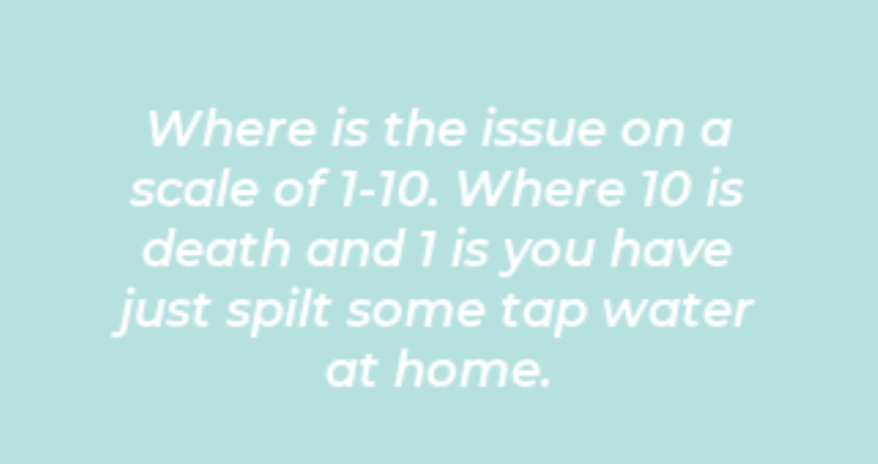 Where is the issue on a
scale of 1-10. Where 10 is
death and 1 is you have
just spilt some tap water
at home.